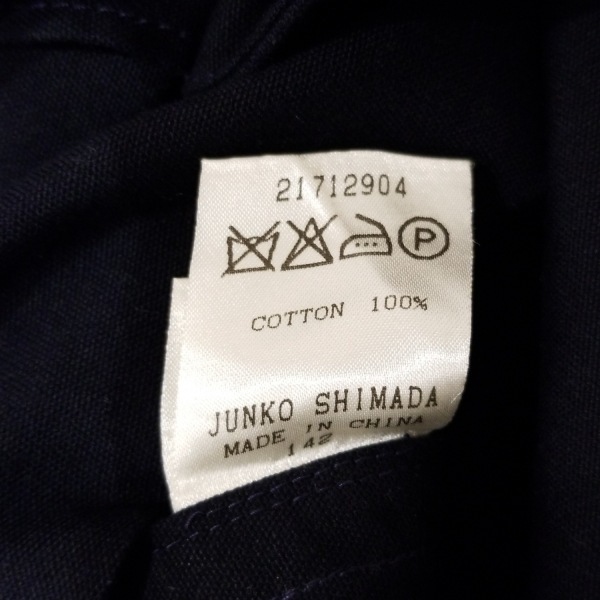 21712904
P
COTTON 100%
JUNKO SHIMADA
MADE IN CHINA
142